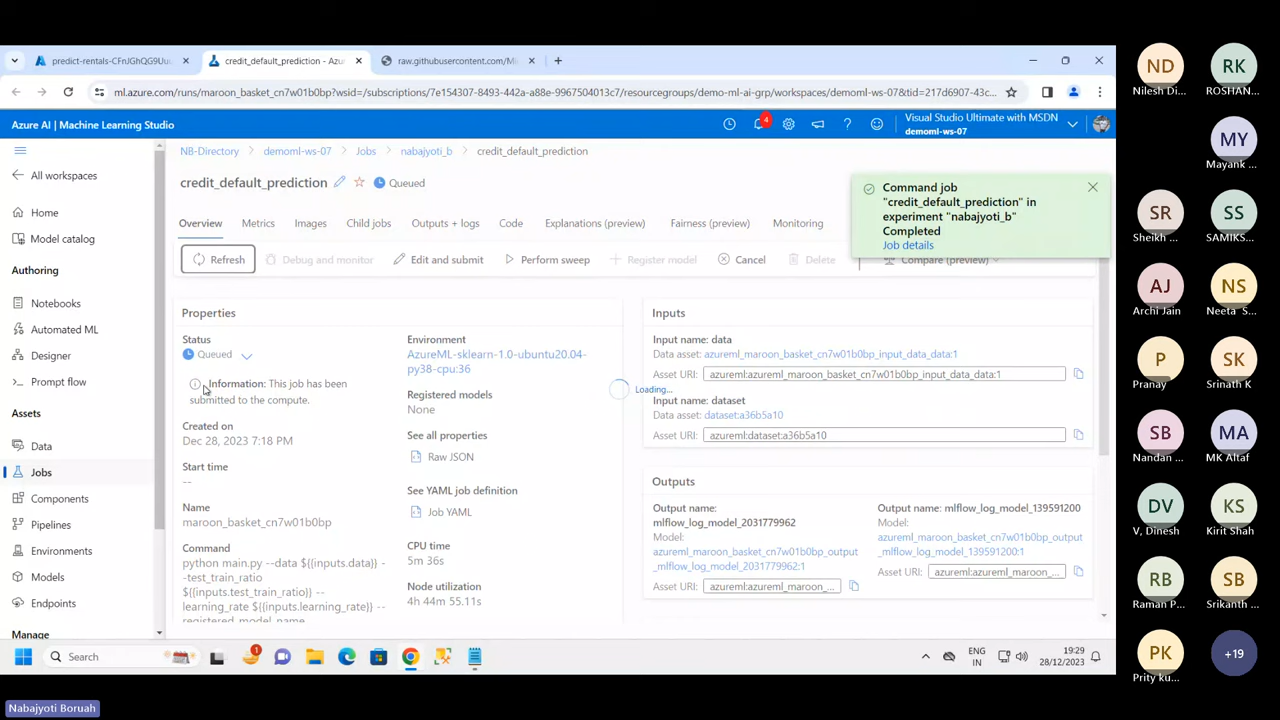 predict-rentals-CFnJGhQG9Uu
credit_default_prediction - Azu
raw.githubusercontent.com/Mi
ml.azure.com/runs/maroon_basket_cn7w01b0bp?wsid=/subscriptions/7e154307-8493-442a-a88e-9967504013c7/resourcegroups/demo-ml-ai-grp/workspaces/demoml-ws-07&tid=217d6907-43c...
Azure AI | Machine Learning Studio
4
Visual Studio Ultimate with MSDN
demoml-ws-07
All workspaces
Home
Model catalog
Authoring
Notebooks
Automated ML
Designer
Prompt flow
Assets
Data
Jobs
Components
Pipelines
Environments
Models
Endpoints
Manage
NB-Directory
demoml-ws-07
Jobs
nabajyoti_b
credit_default_prediction
credit_default_prediction
Queued
Overview
Metrics
Images
Child jobs
Outputs + logs
Code
Explanations (preview)
Fairness (preview)
Monitoring
Refresh
Debug and monitor
Edit and submit
Perform sweep
Register model
Cancel
Delete
Compare (preview)
Command job
"credit_default_prediction" in
experiment "nabajyoti_b"
Completed
Job details
Properties
Status
Queued
Information: This job has been
submitted to the compute.
Created on
Dec 28, 2023 7:18 PM
Start time
--
Name
maroon_basket_cn7w01b0bp
Command
python main.py --data ${{inputs.data}} -
-test_train_ratio
${{inputs.test_train_ratio}} --
learning_rate ${{inputs.learning_rate}} --
registered_model_name
Environment
AzureML-sklearn-1.0-ubuntu20.04-
py38-cpu:36
Registered models
None
See all properties
Raw JSON
See YAML job definition
Job YAML
CPU time
5m 36s
Node utilization
4h 44m 55.11s
Loading...
Inputs
Input name: data
Data asset: azureml_maroon_basket_cn7w01b0bp_input_data_data:1
Asset URI:
azureml:azureml_maroon_basket_cn7w01b0bp_input_data_data:1
Input name: dataset
Data asset: dataset:a36b5a10
Asset URI:
azureml:dataset:a36b5a10
Outputs
Output name:
mlflow_log_model_2031779962
Model:
azureml_maroon_basket_cn7w01b0bp_output
_mlflow_log_model_2031779962:1
Asset URI:
azureml:azureml_maroon_...
Output name: mlflow_log_model_139591200
Model:
azureml_maroon_basket_cn7w01b0bp_output
_mlflow_log_model_139591200:1
Asset URI:
azureml:azureml_maroon_...
Search
1
ENG
IN
19:29
28/12/2023
ND
Nilesh Di...
RK
ROSHAN...
MY
Mayank ...
SR
Sheikh ...
SS
SAMIKS...
AJ
Archi Jain
NS
Neeta S...
P
Pranay
SK
Srinath K
SB
Nandan ...
MA
MK Altaf
DV
V, Dinesh
KS
Kirit Shah
RB
Raman P...
SB
Srikanth ...
PK
Prity ku...
+19
Nabajyoti Boruah